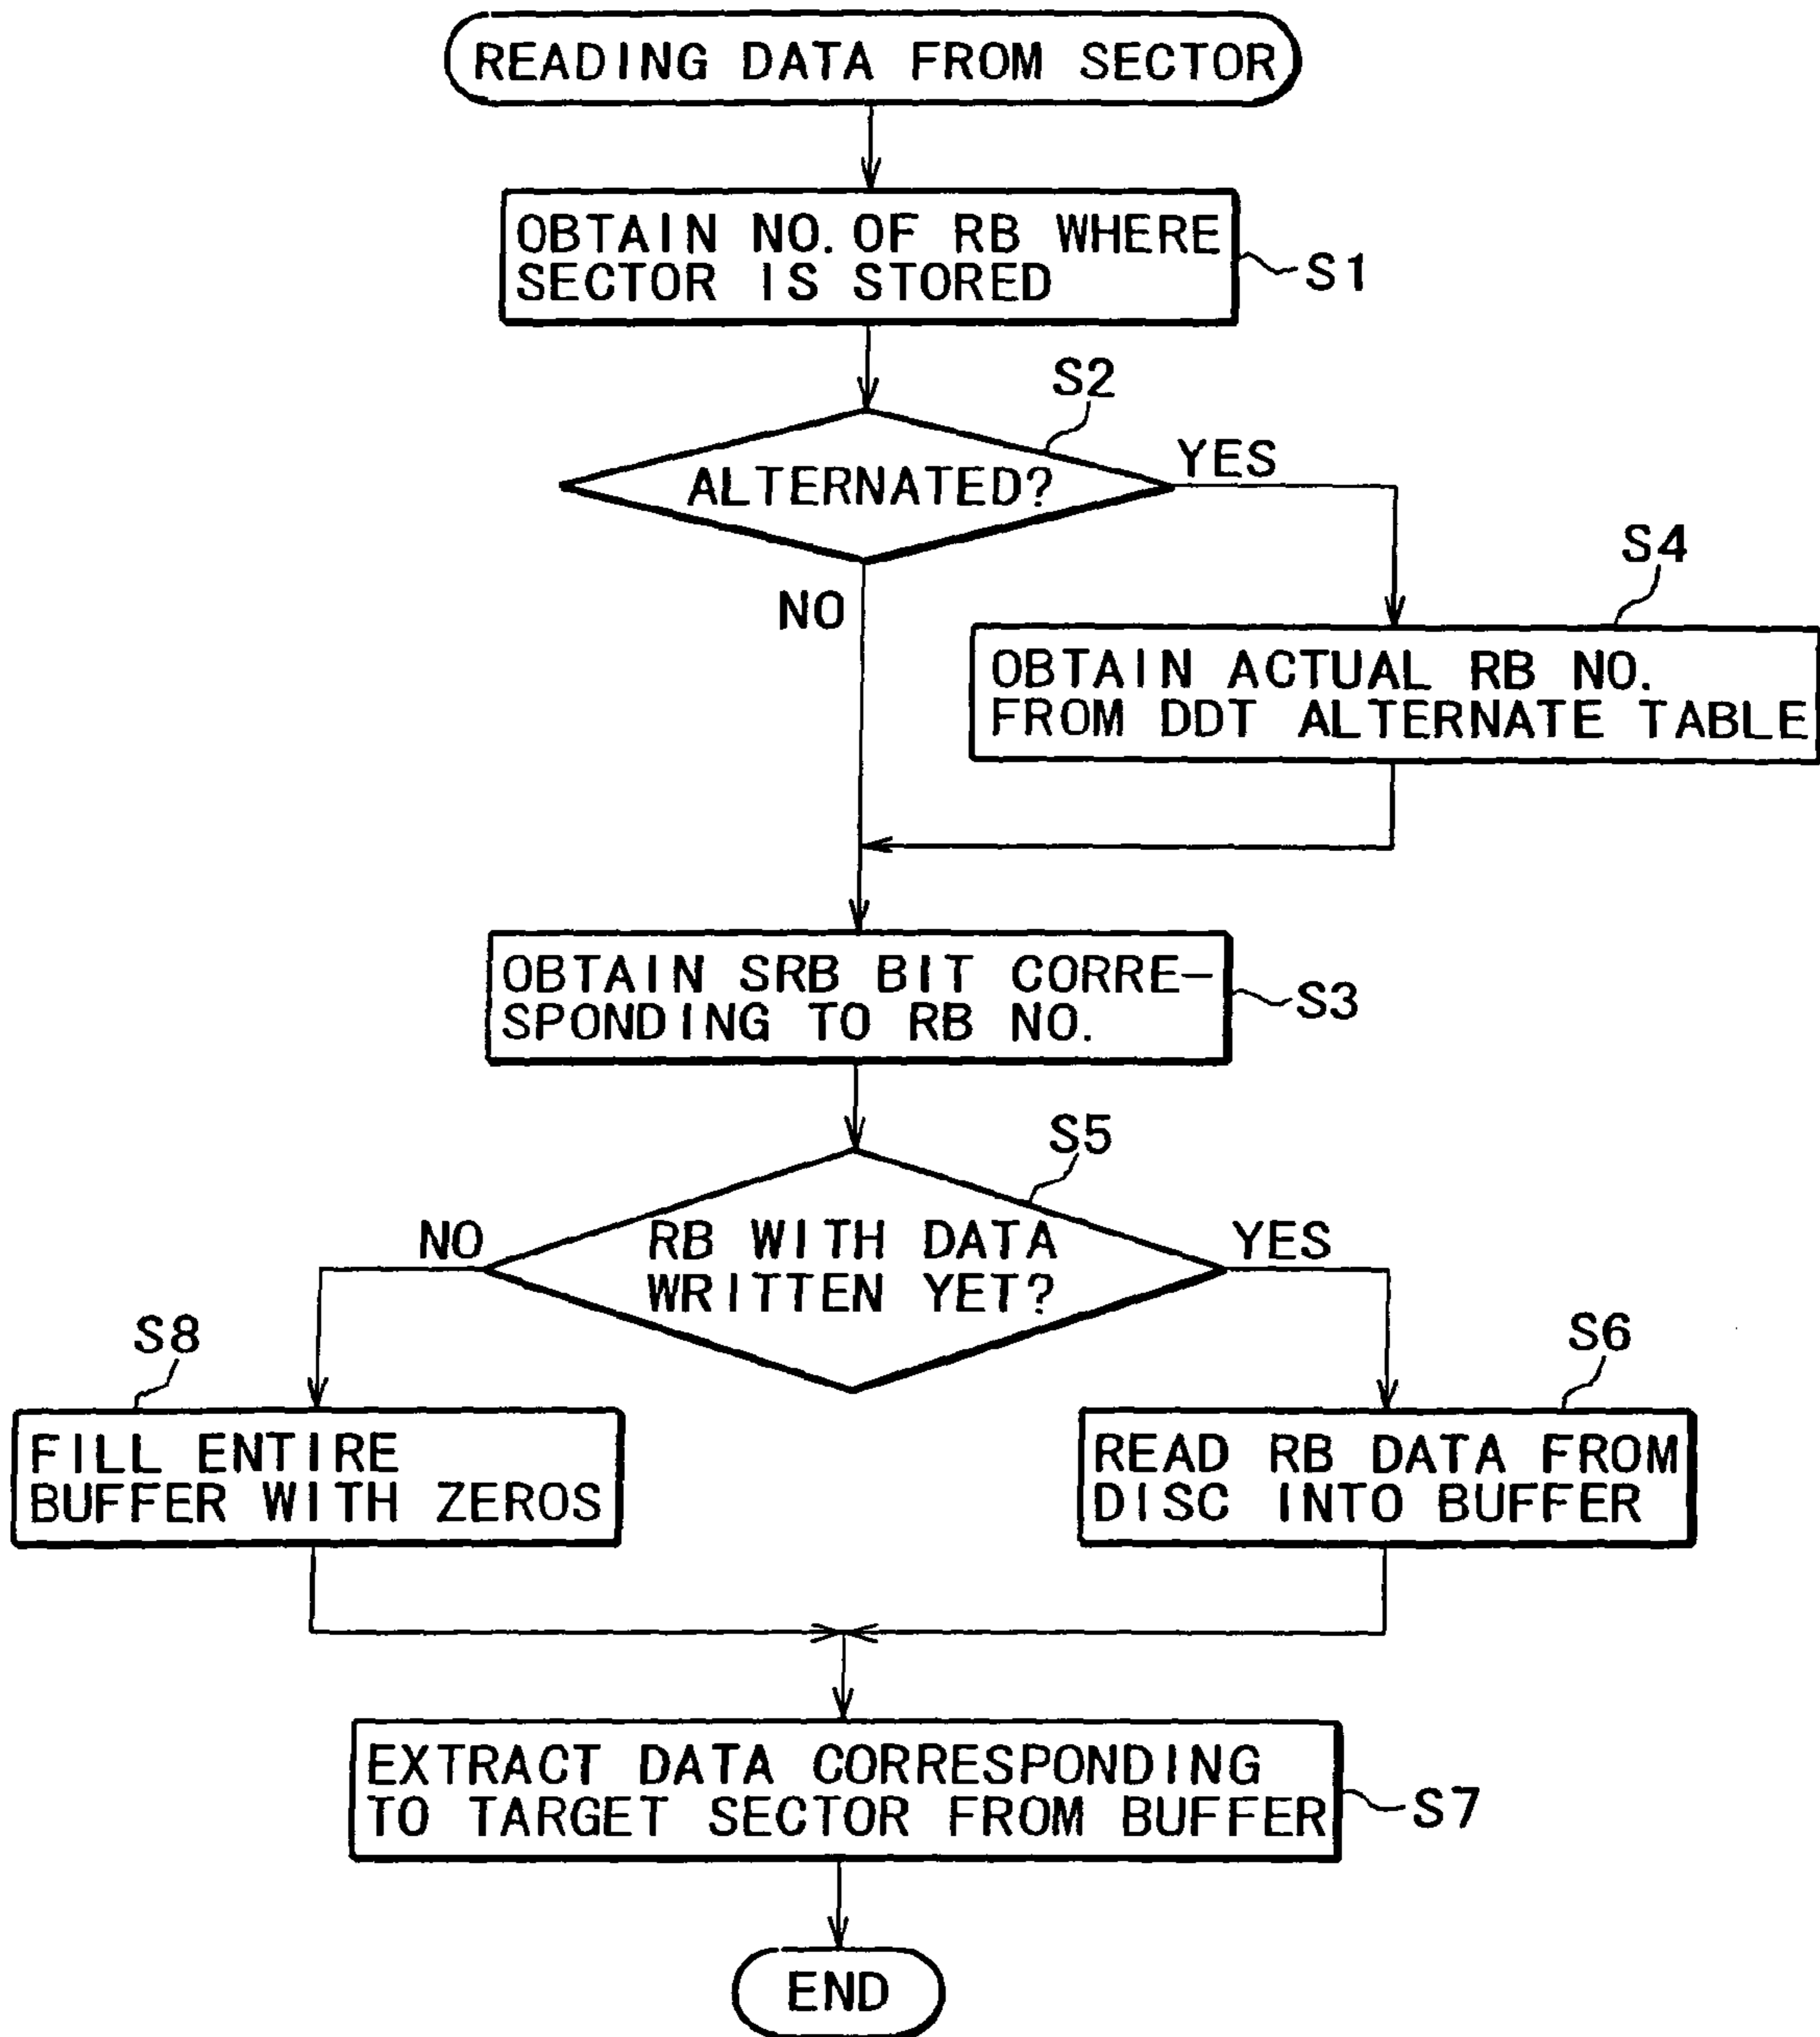 READING DATA FROM SECTOR
OBTAIN NO. OF RB WHERE
SECTOR IS STORED
S1
S2
ALTERNATED?
YES
NO
S4
OBTAIN ACTUAL RB NO.
FROM DDT ALTERNATE TABLE
OBTAIN SRB BIT CORRE-
SPONDING TO RB NO.
S3
S5
RB WITH DATA
WRITTEN YET?
NO
YES
S8
FILL ENTIRE
BUFFER WITH ZEROS
S6
READ RB DATA FROM
DISC INTO BUFFER
EXTRACT DATA CORRESPONDING
TO TARGET SECTOR FROM BUFFER
S7
END